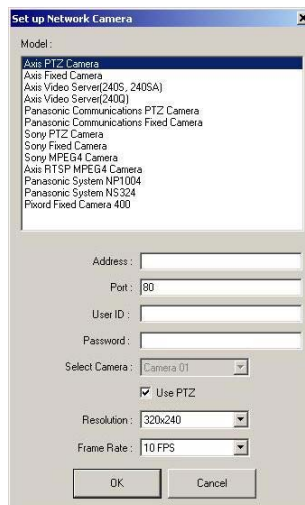 Set up Network Camera
Model :
Axis PTZ Camera
Axis Fixed Camera
Axis Video Server(240S, 240SA)
Axis Video Server(240Q)
Panasonic Communications PTZ Camera
Panasonic Communications Fixed Camera
Sony PTZ Camera
Sony Fixed Camera
Sony MPEG4 Camera
Axis RTSP MPEG4 Camera
Panasonic System NP1004
Panasonic System NS324
Pixord Fixed Camera 400
Address :
Port : 80
User ID :
Password :
Select Camera : Camera 01
Use PTZ
Resolution : 320x240
Frame Rate : 10 FPS
OK Cancel